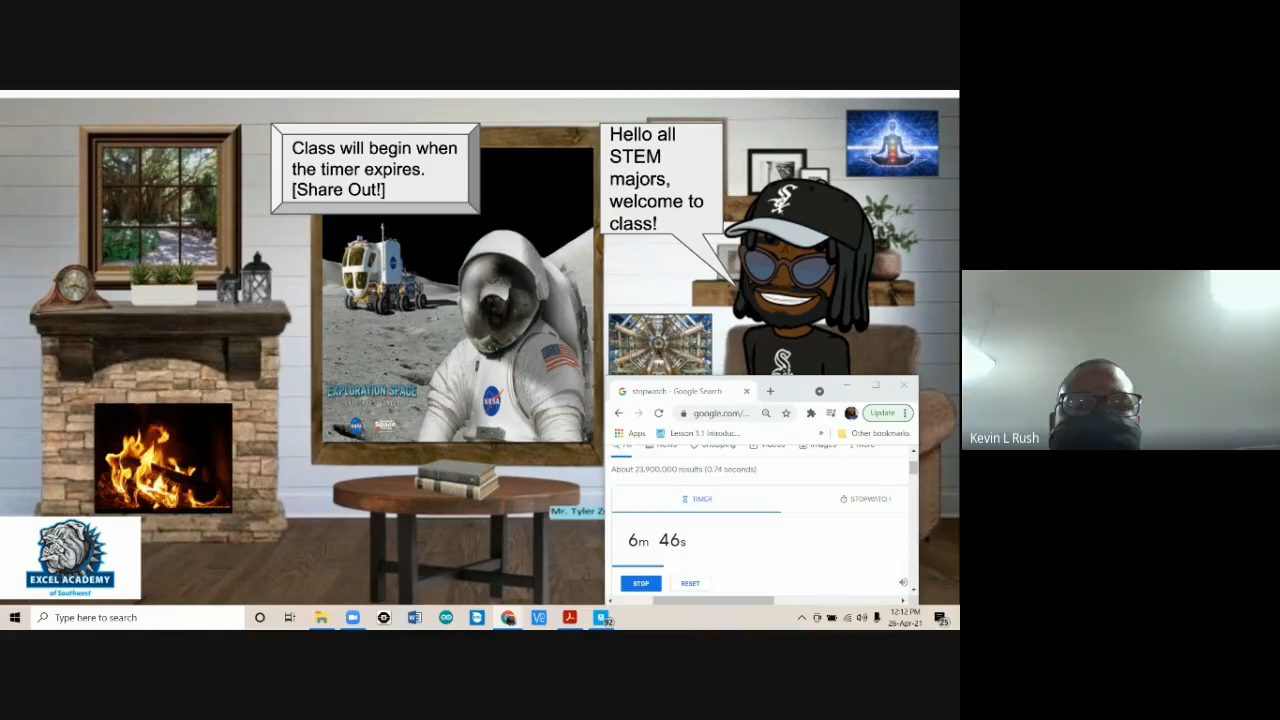 Class will begin when
the timer expires.
[Share Out!]
Hello all
STEM
majors,
welcome to
class!
EXPLORATION SPACE
NASA
NASA
EXCEL ACADEMY
of Southwest
Mr. Tyler Z
stopwatch - Google Search
google.com/...
Update
Apps
Lesson 1.1 Introduc...
Other bookmarks
About 23,900,000 results (0.74 seconds)
TIMER
STOPWATCH
6m 46s
STOP
RESET
Type here to search
12:12 PM
26-Apr-21
25
Kevin L Rush